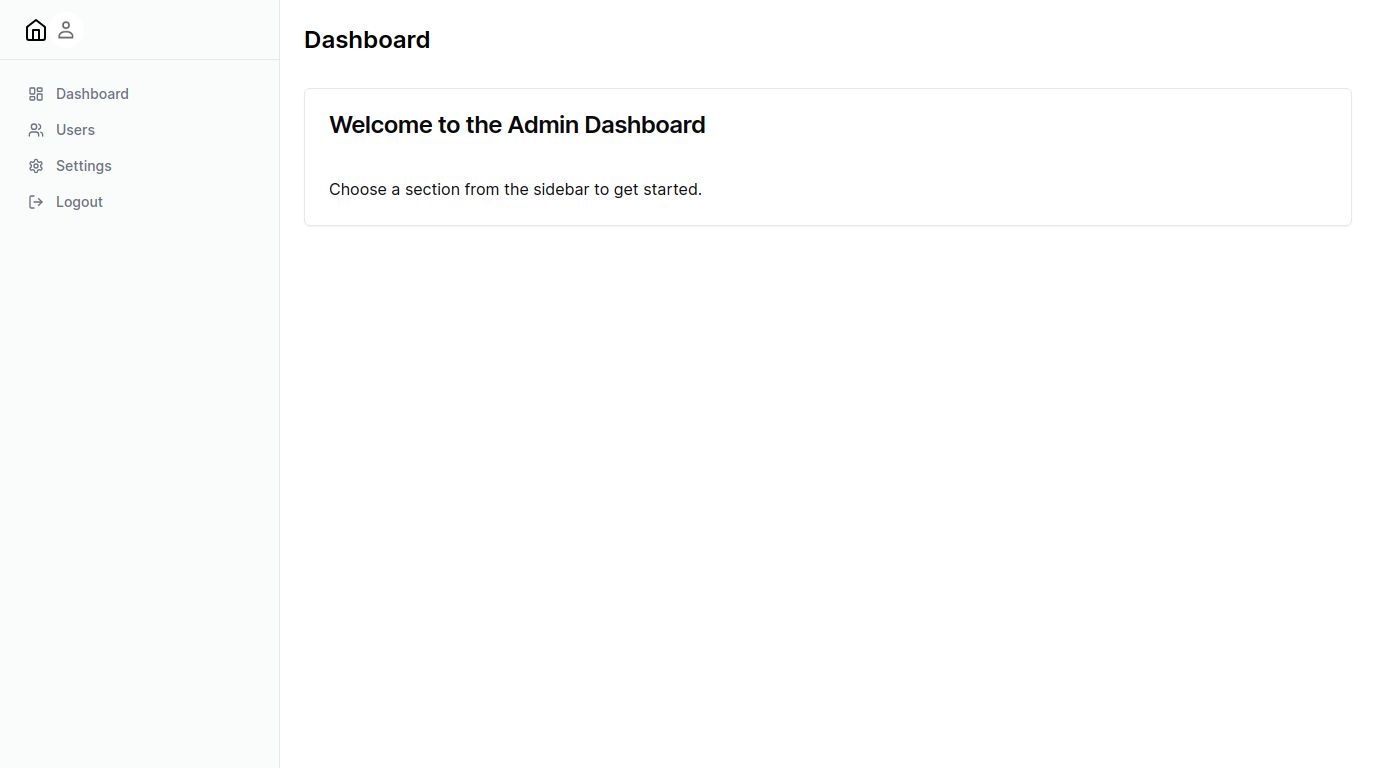 Dashboard
Users
Settings
Logout
Dashboard
Welcome to the Admin Dashboard
Choose a section from the sidebar to get started.